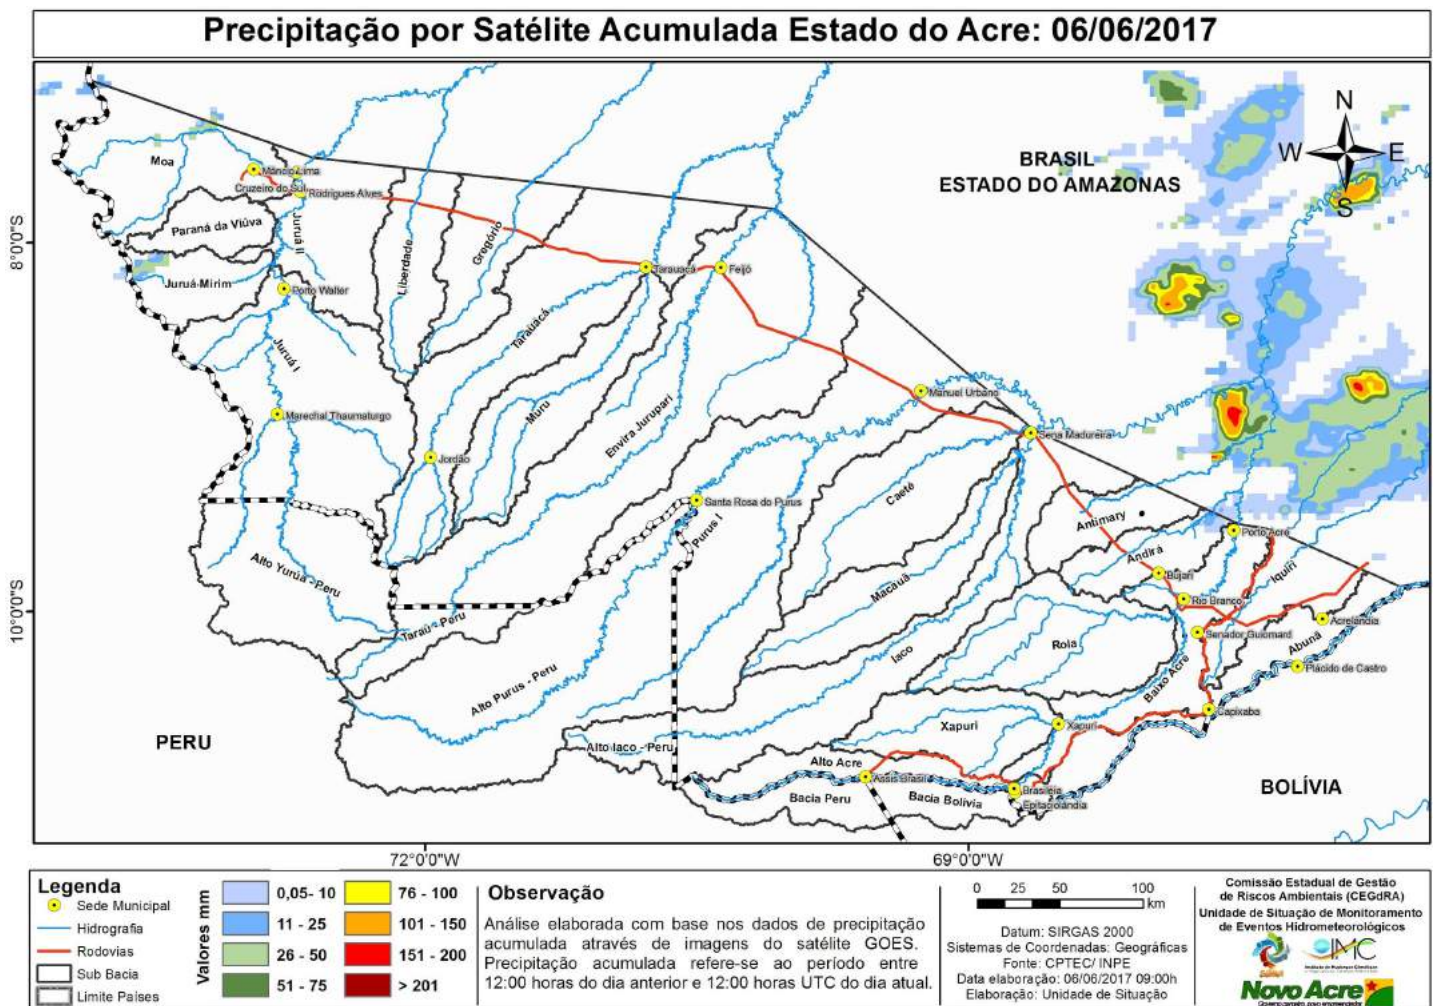 Precipitação por Satélite Acumulada Estado do Acre: 06/06/2017
N
W
E
S
BRASIL
ESTADO DO AMAZONAS
Moa
Mâncio Lima
Cruzeiro do Sul
Rodrigues Alves
Paraná da Viúva
Juruá II
Liberdade
Gregório
8°0'0"S
Juruá-Mirim
Porto Walter
Tarauacá
Feijó
Tarauacá
Juruá I
Marechal Thaumaturgo
Muru
Envira Jurupari
Manuel Urbano
Jordão
Sena Madureira
Santa Rosa do Purus
Purus I
Caeté
Antimary
Porto Acre
Andirá
Bujari
Iquiri
Alto Yurúa - Peru
Macauã
Rio Branco
10°0'0"S
Taraú - Peru
Senador Guiomard
Acrelândia
Abunã
Rola
Iaco
Plácido de Castro
Baixo Acre
Alto Purus - Peru
Capixaba
Xapuri
Xapuri
PERU
Alto Iaco - Peru
Alto Acre
Assis Brasil
Brasiléia
Epitaciolândia
Bacia Peru
Bacia Bolívia
BOLÍVIA
72°0'0"W
69°0'0"W
Legenda
Sede Municipal
Hidrografia
Rodovias
Sub Bacia
Limite Países
Valores mm
0,05- 10
11 - 25
26 - 50
51 - 75
76 - 100
101 - 150
151 - 200
> 201
Observação
Análise elaborada com base nos dados de precipitação
acumulada através de imagens do satélite GOES.
Precipitação acumulada refere-se ao período entre
12:00 horas do dia anterior e 12:00 horas UTC do dia atual.
0 25 50 100
km
Datum: SIRGAS 2000
Sistemas de Coordenadas: Geográficas
Fonte: CPTEC/ INPE
Data elaboração: 06/06/2017 09:00h
Elaboração: Unidade de Situação
Comissão Estadual de Gestão
de Riscos Ambientais (CEGdRA)
Unidade de Situação de Monitoramento
de Eventos Hidrometeorológicos
IMC
Novo Acre